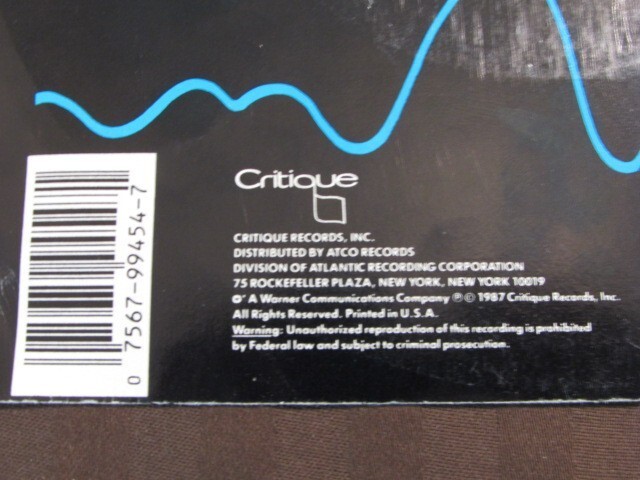 Critique
CRITIQUE RECORDS, INC.
DISTRIBUTED BY ATCO RECORDS
DIVISION OF ATLANTIC RECORDING CORPORATION
75 ROCKEFELLER PLAZA, NEW YORK, NEW YORK 10019
A Warner Communications Company ℗© 1987 Critique Records, Inc.
All Rights Reserved. Printed in U.S.A.
Warning: Unauthorized reproduction of this recording is prohibited
by Federal law and subject to criminal prosecution.
0 7567-99454-7